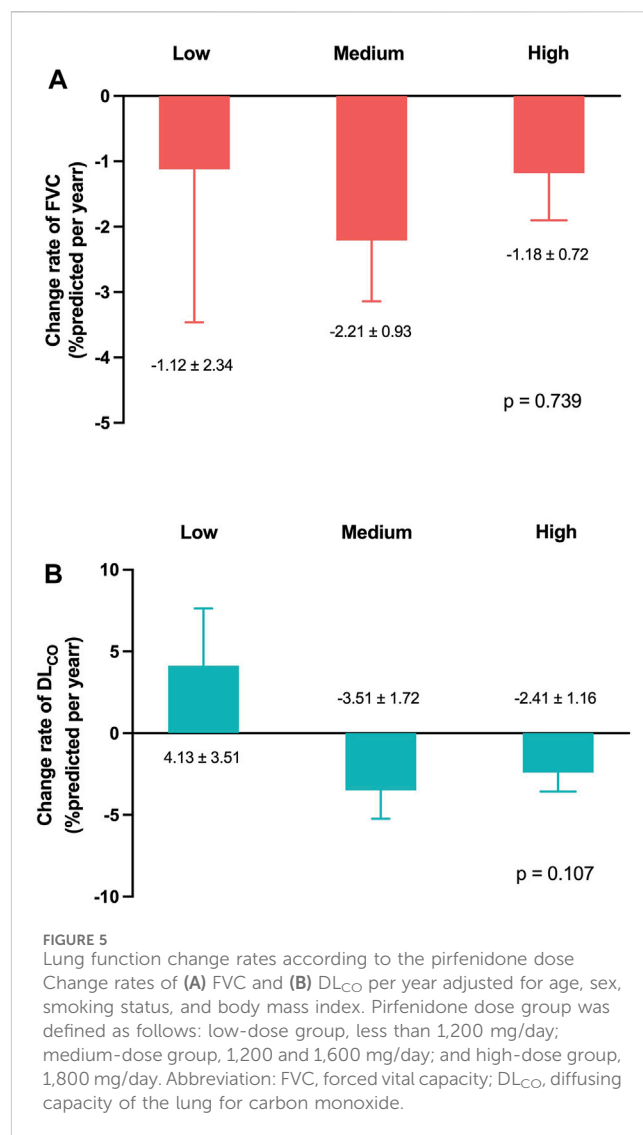 Low Medium High
A
0
-1
-2
-3
-4
-5
Change rate of FVC
(%predicted per yearr)
-1.12 ± 2.34
-2.21 ± 0.93
-1.18 ± 0.72
p = 0.739
Low Medium High
B
10
5
0
-5
-10
Change rate of DLCO
(%predicted per yearr)
4.13 ± 3.51
-3.51 ± 1.72
-2.41 ± 1.16
p = 0.107
FIGURE 5
Lung function change rates according to the pirfenidone dose
Change rates of (A) FVC and (B) DLCO per year adjusted for age, sex,
smoking status, and body mass index. Pirfenidone dose group was
defined as follows: low-dose group, less than 1,200 mg/day;
medium-dose group, 1,200 and 1,600 mg/day; and high-dose group,
1,800 mg/day. Abbreviation: FVC, forced vital capacity; DLCO, diffusing
capacity of the lung for carbon monoxide.